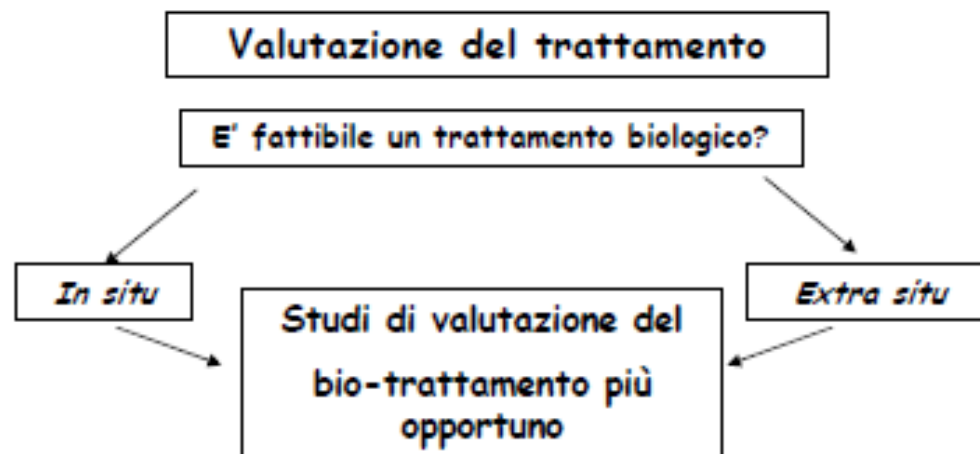 Valutazione del trattamento
E' fattibile un trattamento biologico?
In situ
Extra situ
Studi di valutazione del
bio-trattamento più
opportuno